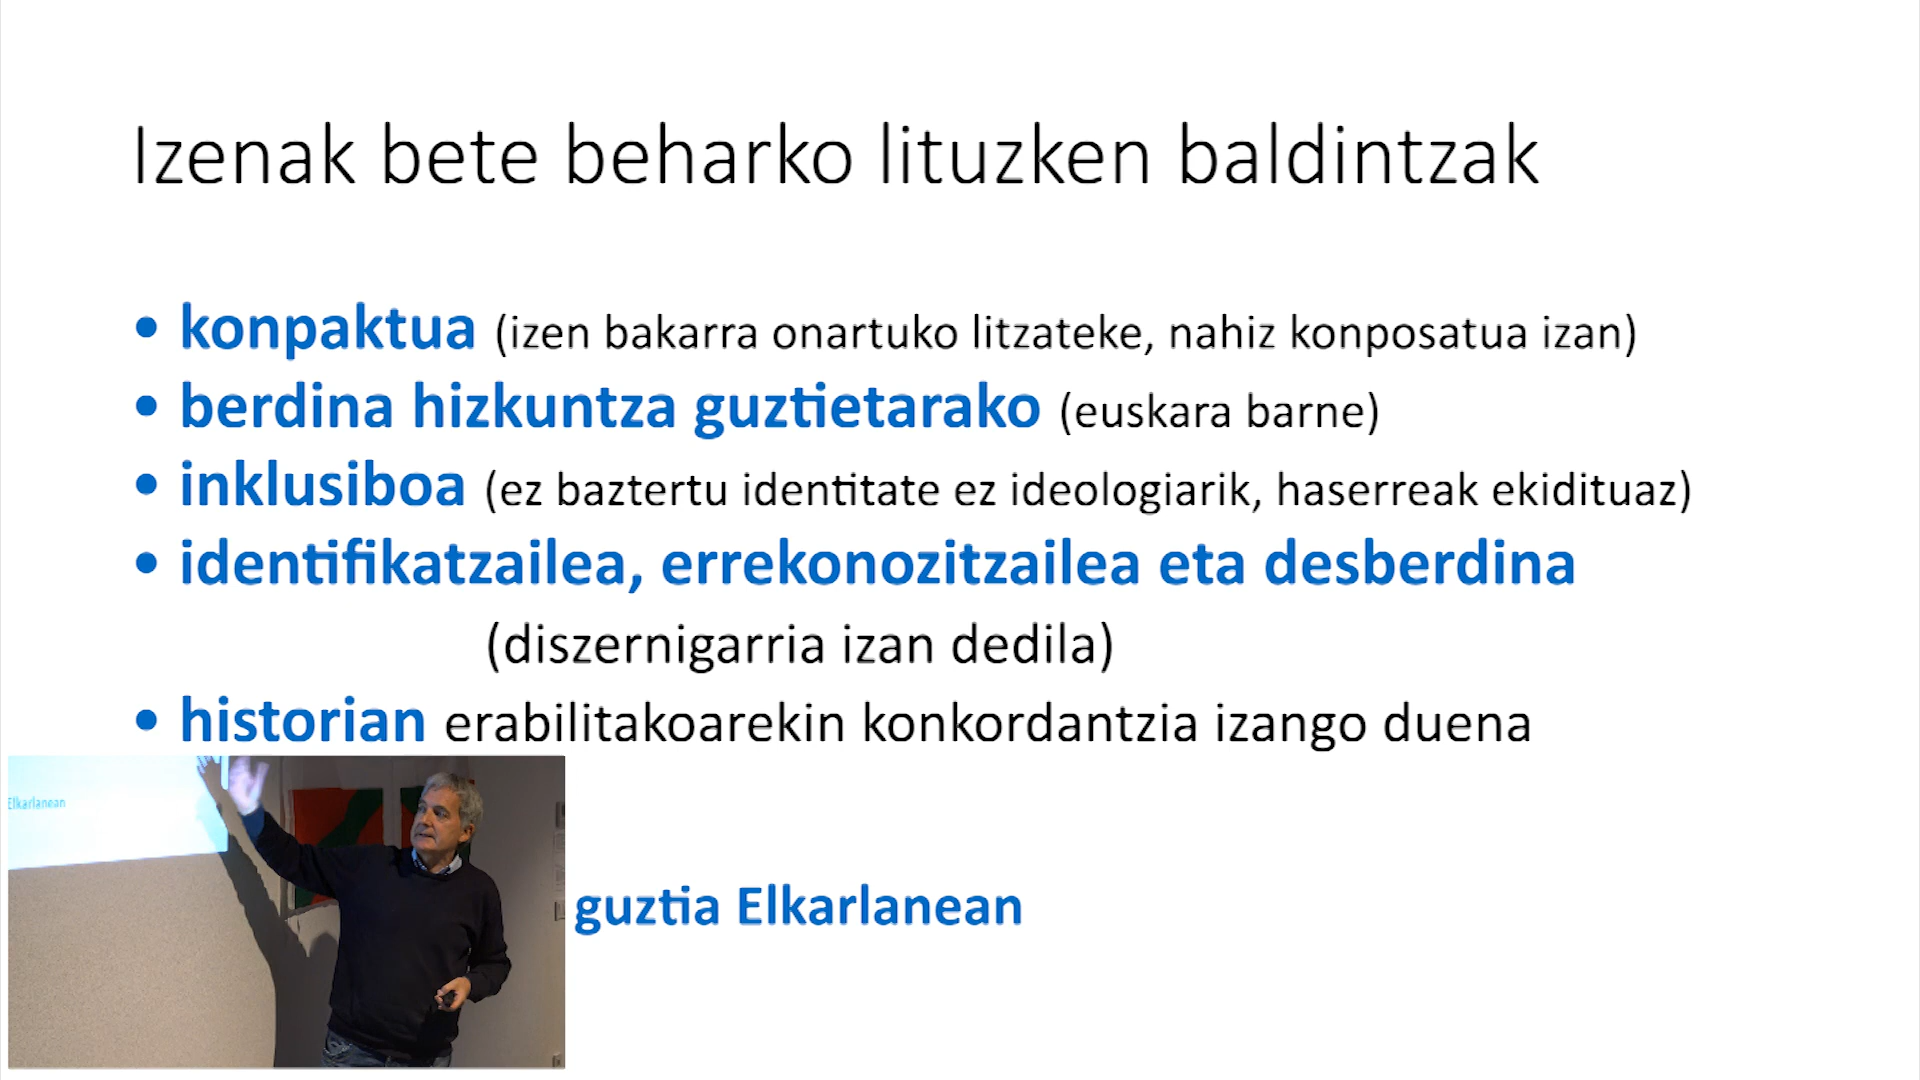 Izenak bete beharko lituzken baldintzak
• konpaktua (izen bakarra onartuko litzateke, nahiz konposatua izan)
• berdina hizkuntza guztietarako (euskara barne)
• inklusiboa (ez baztertu identitate ez ideologiarik, haserreak ekidituaz)
• identifikatzailea, errekonozitzailea eta desberdina
(diszernigarria izan dedila)
• historian erabilitakoarekin konkordantzia izango duena
Elkarlanean
guztia Elkarlanean